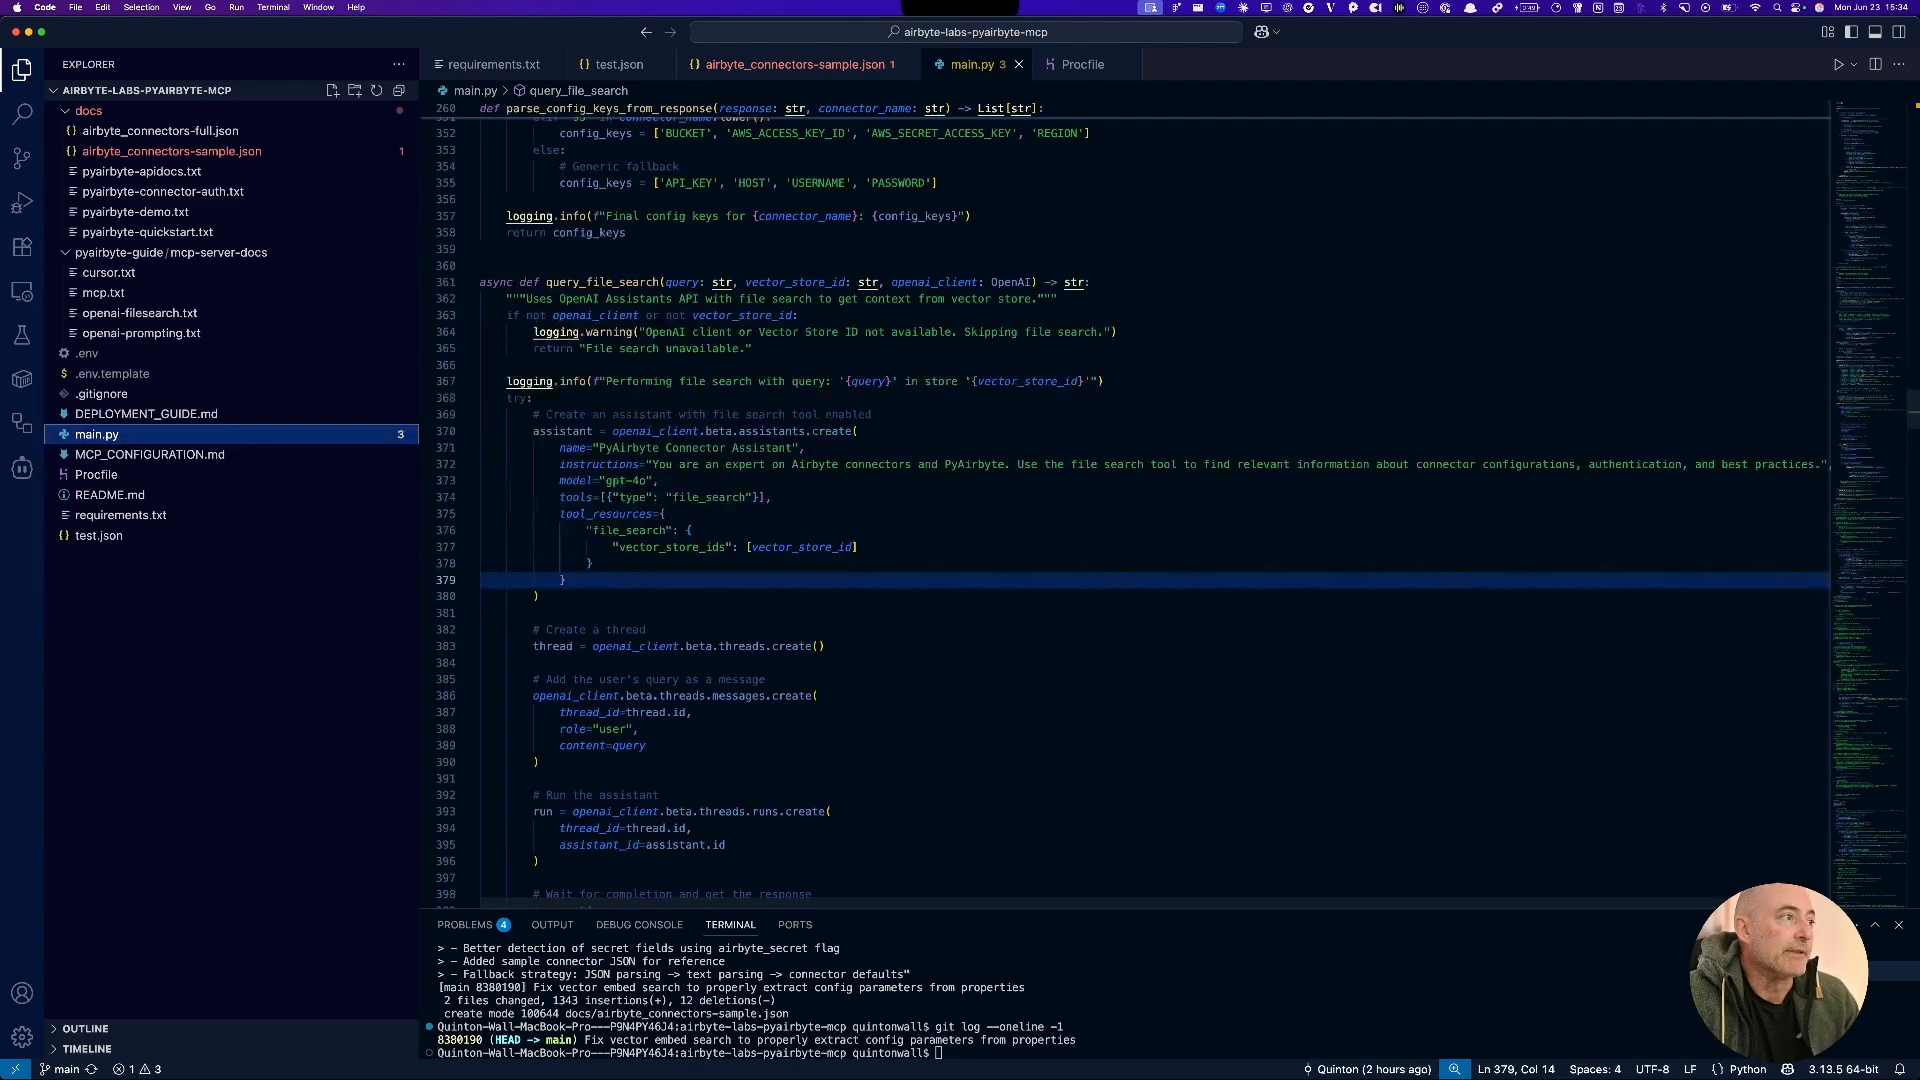 Code File Edit Selection View Go Run Terminal Window Help
Mon Jun 23 15:34
airbyte-labs-pyairbyte-mcp
EXPLORER
requirements.txt
test.json
airbyte_connectors-sample.json 1
main.py 3
Procfile
AIRBYTE-LABS-PYAIRBYTE-MCP
docs
airbyte_connectors-full.json
airbyte_connectors-sample.json 1
pyairbyte-apidocs.txt
pyairbyte-connector-auth.txt
pyairbyte-demo.txt
pyairbyte-quickstart.txt
pyairbyte-guide/mcp-server-docs
cursor.txt
mcp.txt
openai-filesearch.txt
openai-prompting.txt
.env
.env.template
.gitignore
DEPLOYMENT_GUIDE.md
main.py 3
MCP_CONFIGURATION.md
Procfile
README.md
requirements.txt
test.json
OUTLINE
TIMELINE
main.py > query_file_search
260 def parse_config_keys_from_response(response: str, connector_name: str) -> List[str]:
352 config_keys = ['BUCKET', 'AWS_ACCESS_KEY_ID', 'AWS_SECRET_ACCESS_KEY', 'REGION']
353 else:
354 # Generic fallback
355 config_keys = ['API_KEY', 'HOST', 'USERNAME', 'PASSWORD']
356
357 logging.info(f"Final config keys for {connector_name}: {config_keys}")
358 return config_keys
359
360
361 async def query_file_search(query: str, vector_store_id: str, openai_client: OpenAI) -> str:
362 """Uses OpenAI Assistants API with file search to get context from vector store."""
363 if not openai_client or not vector_store_id:
364 logging.warning("OpenAI client or Vector Store ID not available. Skipping file search.")
365 return "File search unavailable."
366
367 logging.info(f"Performing file search with query: '{query}' in store '{vector_store_id}'")
368 try:
369 # Create an assistant with file search tool enabled
370 assistant = openai_client.beta.assistants.create(
371 name="PyAirbyte Connector Assistant",
372 instructions="You are an expert on Airbyte connectors and PyAirbyte. Use the file search tool to find relevant information about connector configurations, authentication, and best practices.",
373 model="gpt-4o",
374 tools=[{"type": "file_search"}],
375 tool_resources={
376 "file_search": {
377 "vector_store_ids": [vector_store_id]
378 }
379 }
380 )
381
382 # Create a thread
383 thread = openai_client.beta.threads.create()
384
385 # Add the user's query as a message
386 openai_client.beta.threads.messages.create(
387 thread_id=thread.id,
388 role="user",
389 content=query
390 )
391
392 # Run the assistant
393 run = openai_client.beta.threads.runs.create(
394 thread_id=thread.id,
395 assistant_id=assistant.id
396 )
397
398 # Wait for completion and get the response
PROBLEMS 4 OUTPUT DEBUG CONSOLE TERMINAL PORTS
> - Better detection of secret fields using airbyte_secret flag
> - Added sample connector JSON for reference
> - Fallback strategy: JSON parsing -> text parsing -> connector defaults"
[main 8380190] Fix vector embed search to properly extract config parameters from properties
2 files changed, 1343 insertions(+), 12 deletions(-)
create mode 100644 docs/airbyte_connectors-sample.json
Quinton-Wall-MacBook-Pro---P9N4PY46J4:airbyte-labs-pyairbyte-mcp quintonwall$ git log --oneline -1
8380190 (HEAD -> main) Fix vector embed search to properly extract config parameters from properties
Quinton-Wall-MacBook-Pro---P9N4PY46J4:airbyte-labs-pyairbyte-mcp quintonwall$
main 1 3
Quinton (2 hours ago) Ln 379, Col 14 Spaces: 4 UTF-8 LF {} Python 3.13.5 64-bit